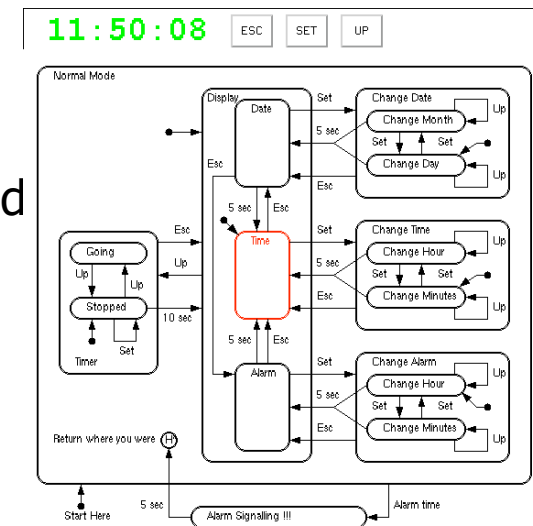 11:50:08 ESC SET UP
Normal Mode
Display
Date
Set
Change Date
Change Month
Up
5 sec
Set Set
Change Day
Up
Esc
Esc
d
5 sec Esc
Esc
Up
Time
Set
Change Time
Change Hour
Up
5 sec
Set Set
Change Minutes
Up
Esc
Going
Up Up
Stopped
10 sec
Set
Timer
5 sec Esc
Alarm
Set
Change Alarm
Change Hour
Up
5 sec
Set Set
Change Minutes
Up
Esc
Return where you were H*
Start Here
5 sec
Alarm Signalling !!!
Alarm time